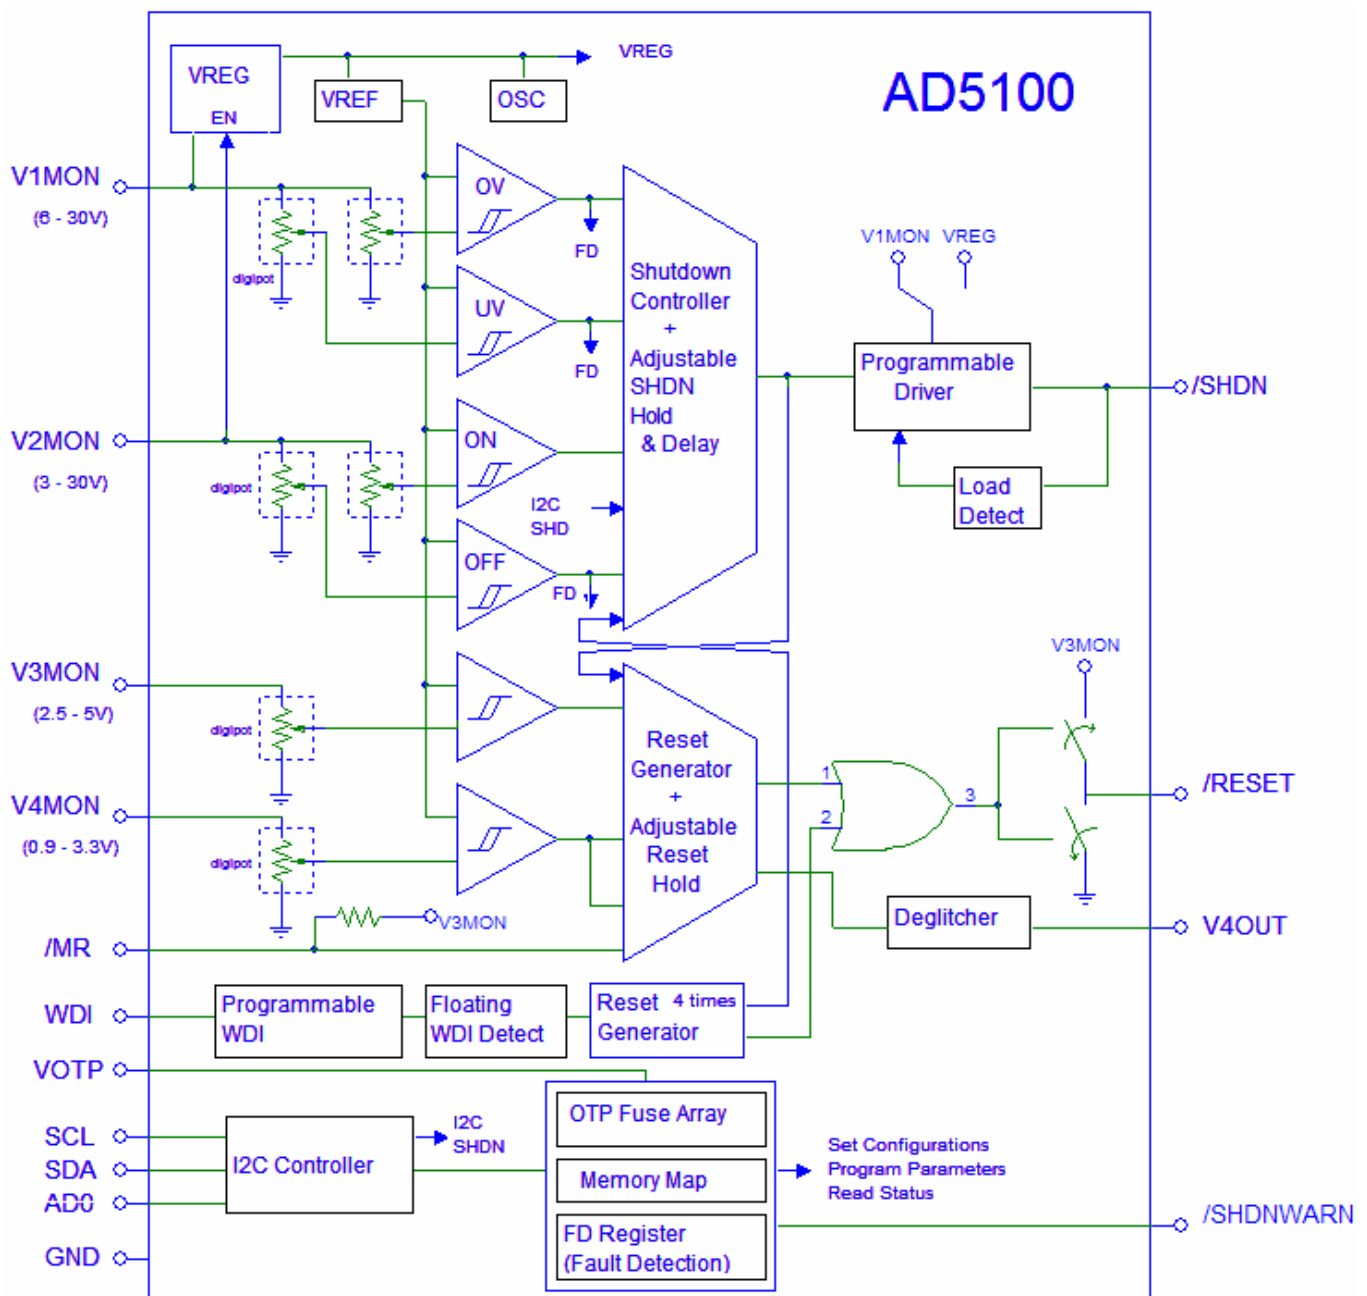 AD5100
VREG
EN
VREF
OSC
VREG
V1MON
(6 - 30V)
digipot
OV
FD
UV
FD
V2MON
(3 - 30V)
digipot
ON
I2C
SHD
OFF
FD
Shutdown
Controller
+
Adjustable
SHDN
Hold
& Delay
V1MON
VREG
Programmable
Driver
Load
Detect
/SHDN
V3MON
(2.5 - 5V)
digipot
V4MON
(0.9 - 3.3V)
digipot
V3MON
/MR
Reset
Generator
+
Adjustable
Reset
Hold
1
2
3
V3MON
/RESET
Deglitcher
V4OUT
WDI
Programmable
WDI
Floating
WDI Detect
Reset 4 times
Generator
VOTP
SCL
SDA
AD0
GND
I2C Controller
I2C
SHDN
OTP Fuse Array
Memory Map
FD Register
(Fault Detection)
Set Configurations
Program Parameters
Read Status
/SHDNWARN